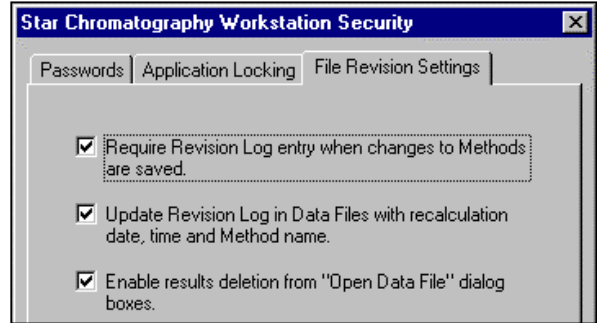 Star Chromatography Workstation Security
Passwords Application Locking File Revision Settings
Require Revision Log entry when changes to Methods
are saved.
Update Revision Log in Data Files with recalculation
date, time and Method name.
Enable results deletion from "Open Data File" dialog
boxes.